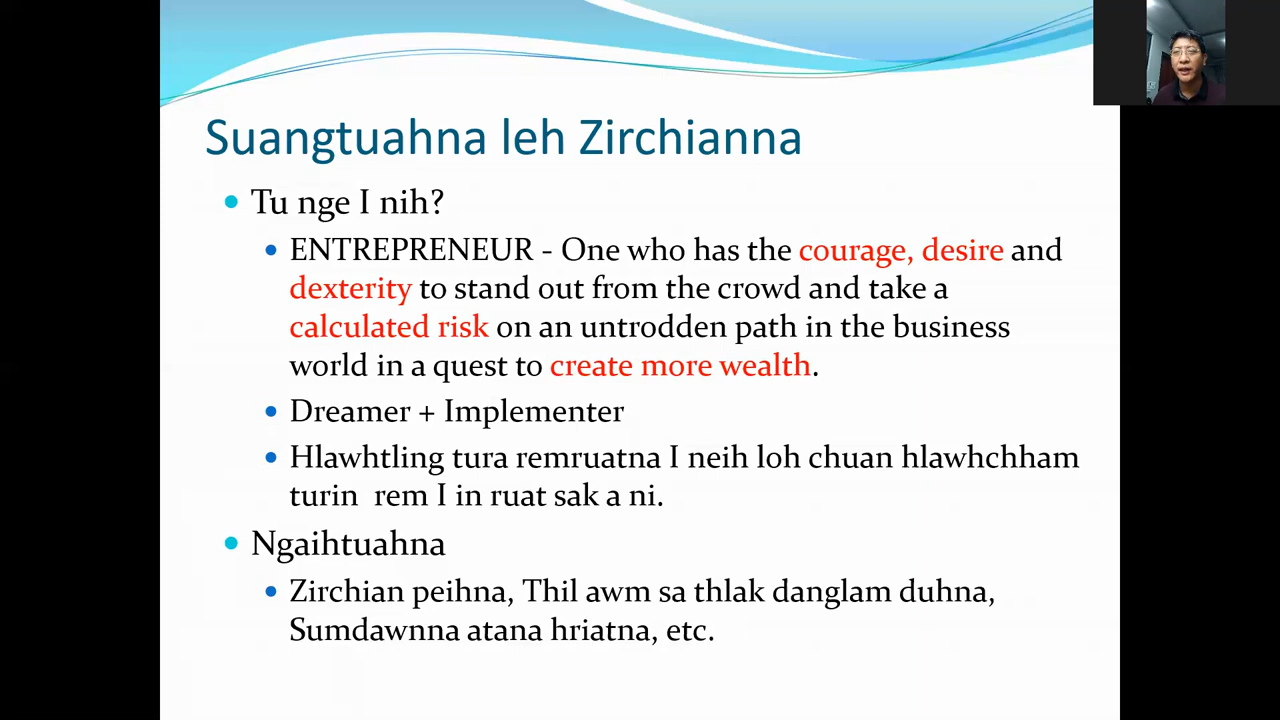 Suangtuahna leh Zirchianna
Tu nge I nih?
ENTREPRENEUR - One who has the courage, desire and
dexterity to stand out from the crowd and take a
calculated risk on an untrodden path in the business
world in a quest to create more wealth.
Dreamer + Implementer
Hlawhtling tura remruatna I neih loh chuan hlawhchham
turin rem I in ruat sak a ni.
Ngaihtuahna
Zirchian peihna, Thil awm sa thlak danglam duhna,
Sumdawnna atana hriatna, etc.